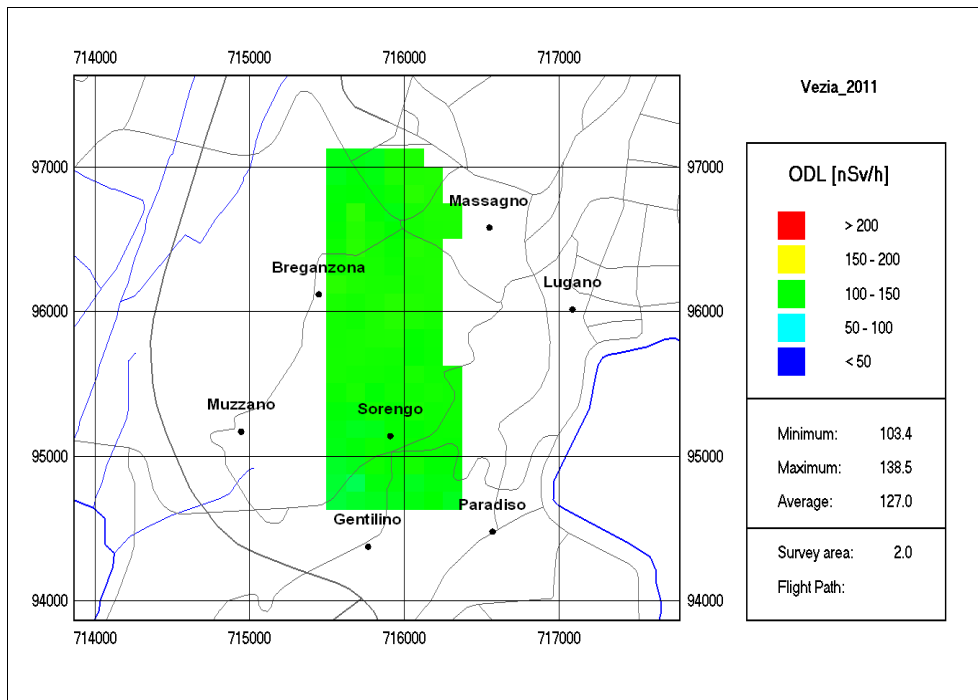 714000 715000 716000 717000
Vezia_2011
97000 97000
ODL [nSv/h]
Massagno
> 200
150 - 200
Breganzona
Lugano
100 - 150
96000 96000
50 - 100
< 50
Muzzano
Sorengo
Minimum: 103.4
95000 95000
Maximum: 138.5
Average: 127.0
Paradiso
Gentilino
Survey area: 2.0
Flight Path:
94000 94000
714000 715000 716000 717000